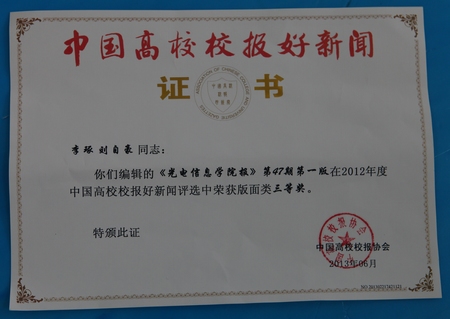 中国高校校报好新闻
证书
李琢 刘自豪同志：
你们编辑的《光电信息学院报》第47期第一版在2012年度
中国高校校报好新闻评选中荣获版面类三等奖。
特颁此证
中国高校校报协会
2013年06月